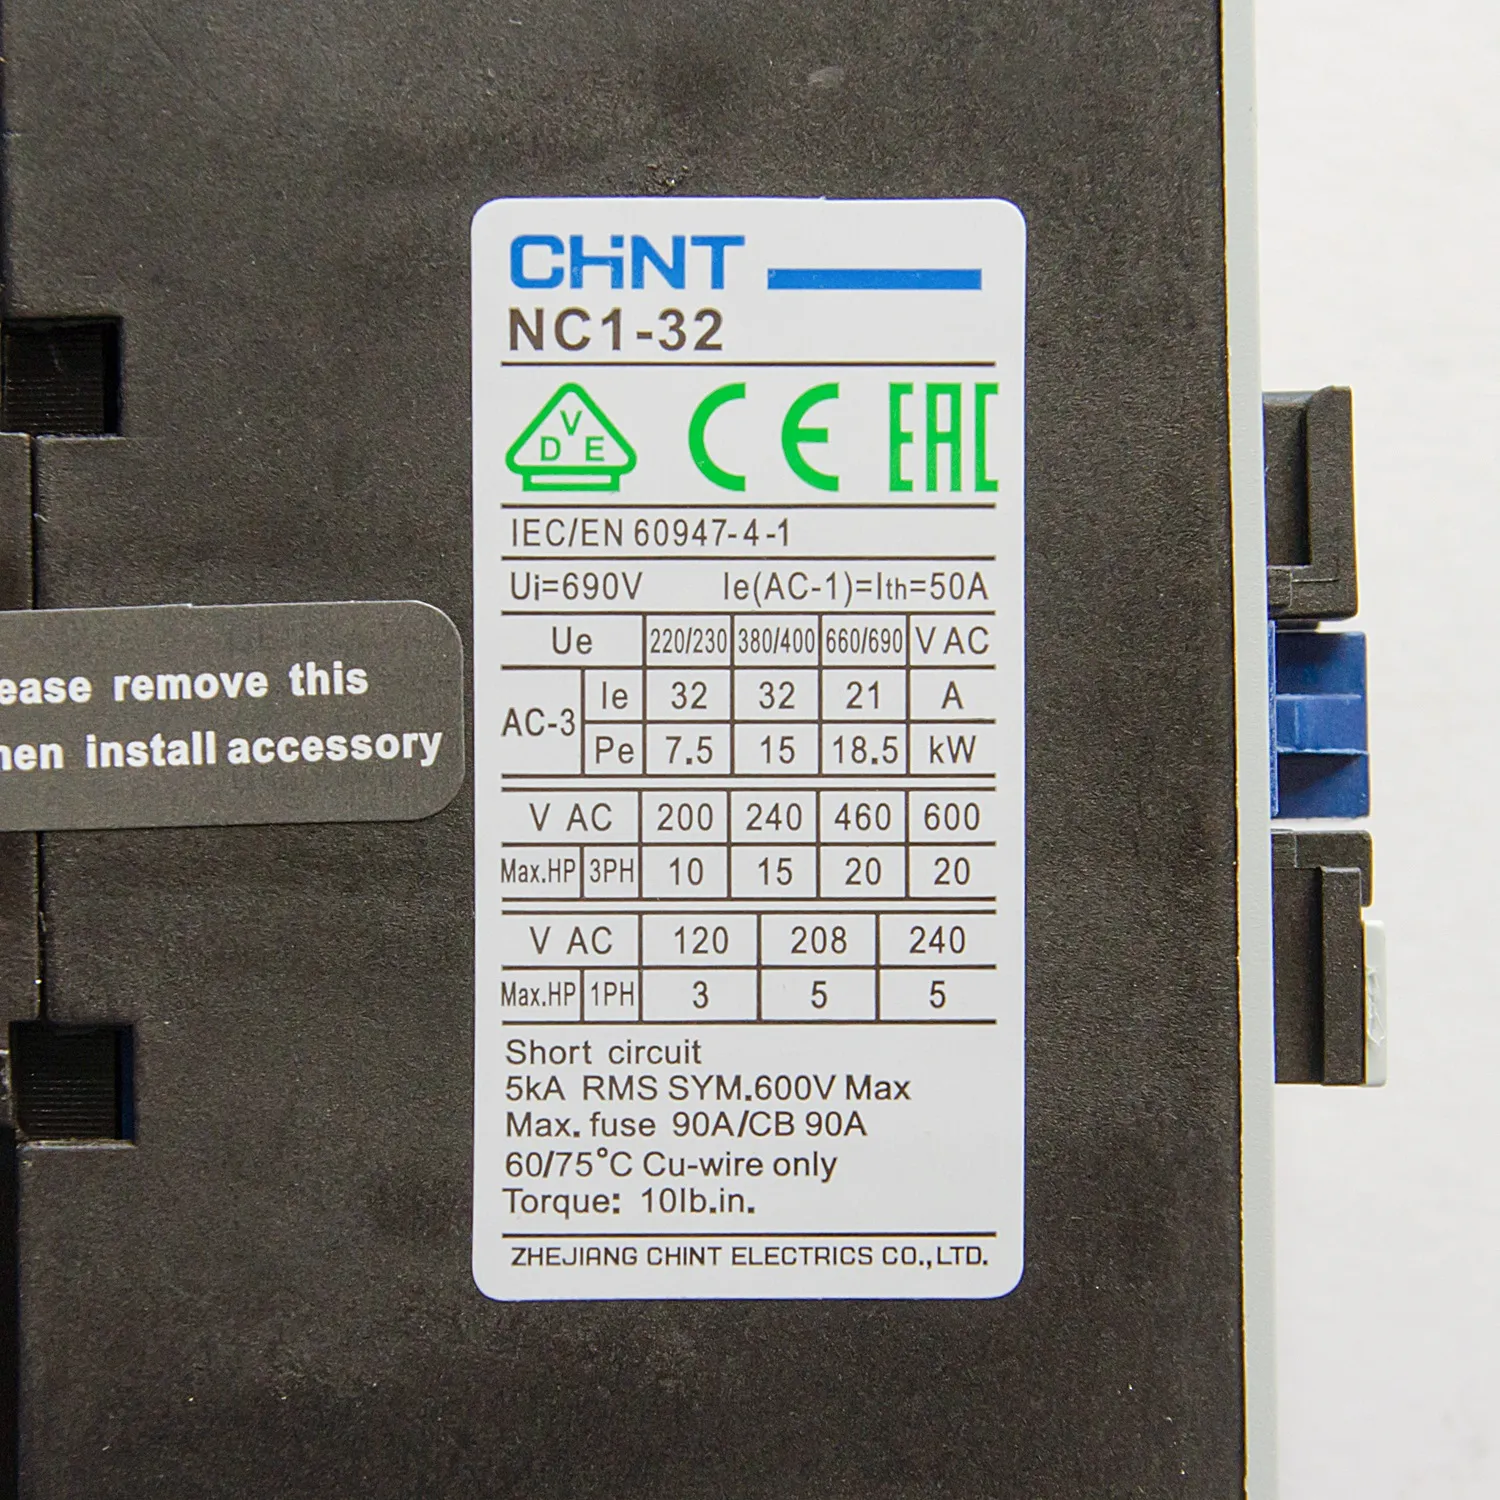 CHINT
NC1-32
VDE CE EAC
IEC/EN 60947-4-1
Ui=690V Ie(AC-1)=Ith=50A
Ue 220/230 380/400 660/690 V AC
AC-3 Ie 32 32 21 A
Pe 7.5 15 18.5 kW
V AC 200 240 460 600
Max.HP 3PH 10 15 20 20
V AC 120 208 240
Max.HP 1PH 3 5 5
Short circuit
5kA RMS SYM.600V Max
Max. fuse 90A/CB 90A
60/75°C Cu-wire only
Torque: 10lb.in.
ZHEJIANG CHINT ELECTRICS CO.,LTD.
ease remove this
hen install accessory